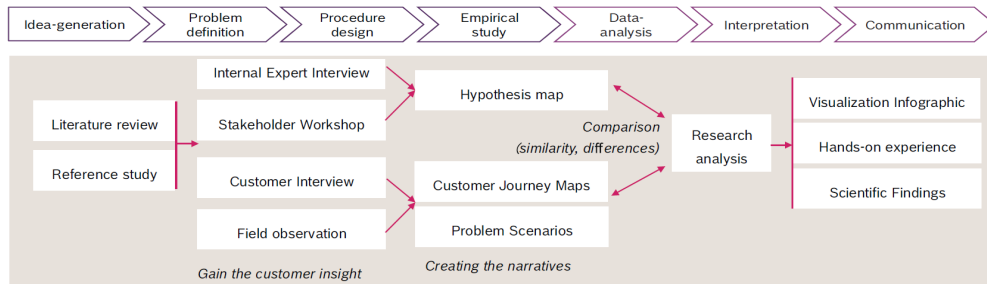 Idea-generation
Problem
definition
Procedure
design
Empirical
study
Data-
analysis
Interpretation
Communication
Literature review
Reference study
Internal Expert Interview
Stakeholder Workshop
Customer Interview
Field observation
Gain the customer insight
Hypothesis map
Customer Journey Maps
Problem Scenarios
Creating the narratives
Comparison
(similarity, differences)
Research
analysis
Visualization Infographic
Hands-on experience
Scientific Findings